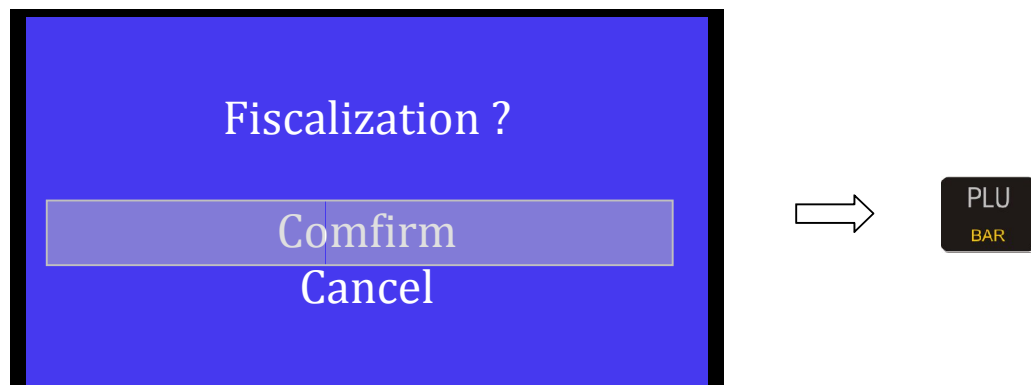 Fiscalization ?
Comfirm
Cancel
PLU
BAR